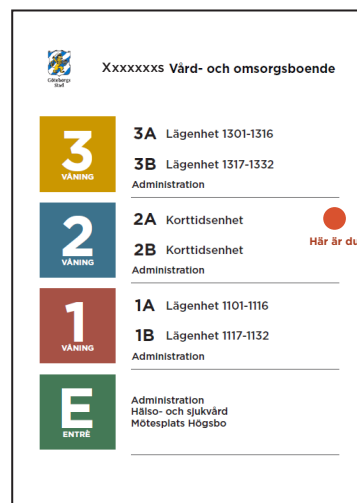 Göteborgs
Stad
Xxxxxxxs Vård- och omsorgsboende
3
VÅNING
3A Lägenhet 1301-1316
3B Lägenhet 1317-1332
Administration
2
VÅNING
2A Korttidsenhet
2B Korttidsenhet
Administration
Här är du
1
VÅNING
1A Lägenhet 1101-1116
1B Lägenhet 1117-1132
Administration
E
ENTRÈ
Administration
Hälso- och sjukvård
Mötesplats Högsbo